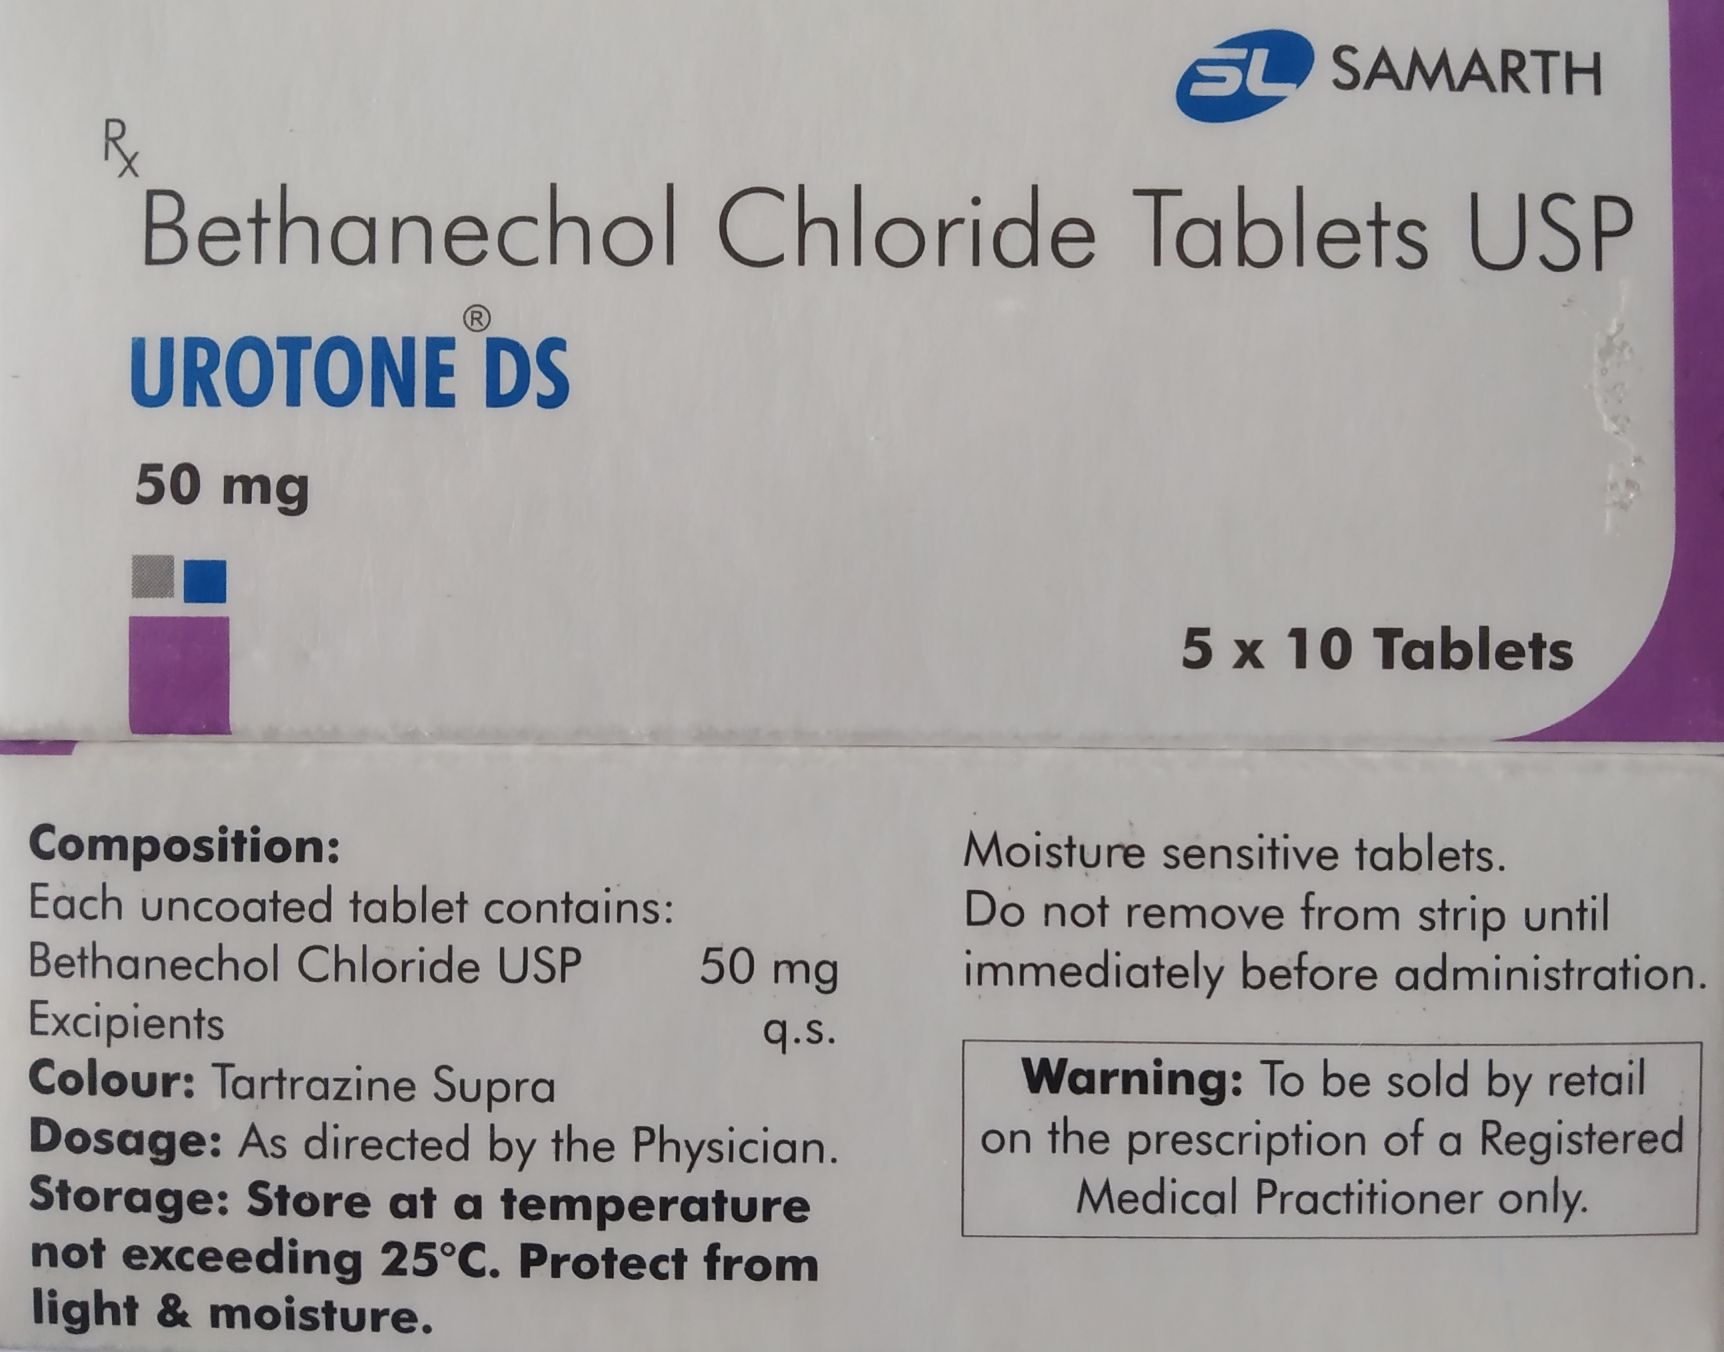 SL SAMARTH
Rx
Bethanechol Chloride Tablets USP
UROTONE® DS
50 mg
5 x 10 Tablets
Composition:
Each uncoated tablet contains:
Bethanechol Chloride USP 50 mg
Excipients q.s.
Colour: Tartrazine Supra
Dosage: As directed by the Physician.
Storage: Store at a temperature
not exceeding 25°C. Protect from
light & moisture.
Moisture sensitive tablets.
Do not remove from strip until
immediately before administration.
Warning: To be sold by retail
on the prescription of a Registered
Medical Practitioner only.